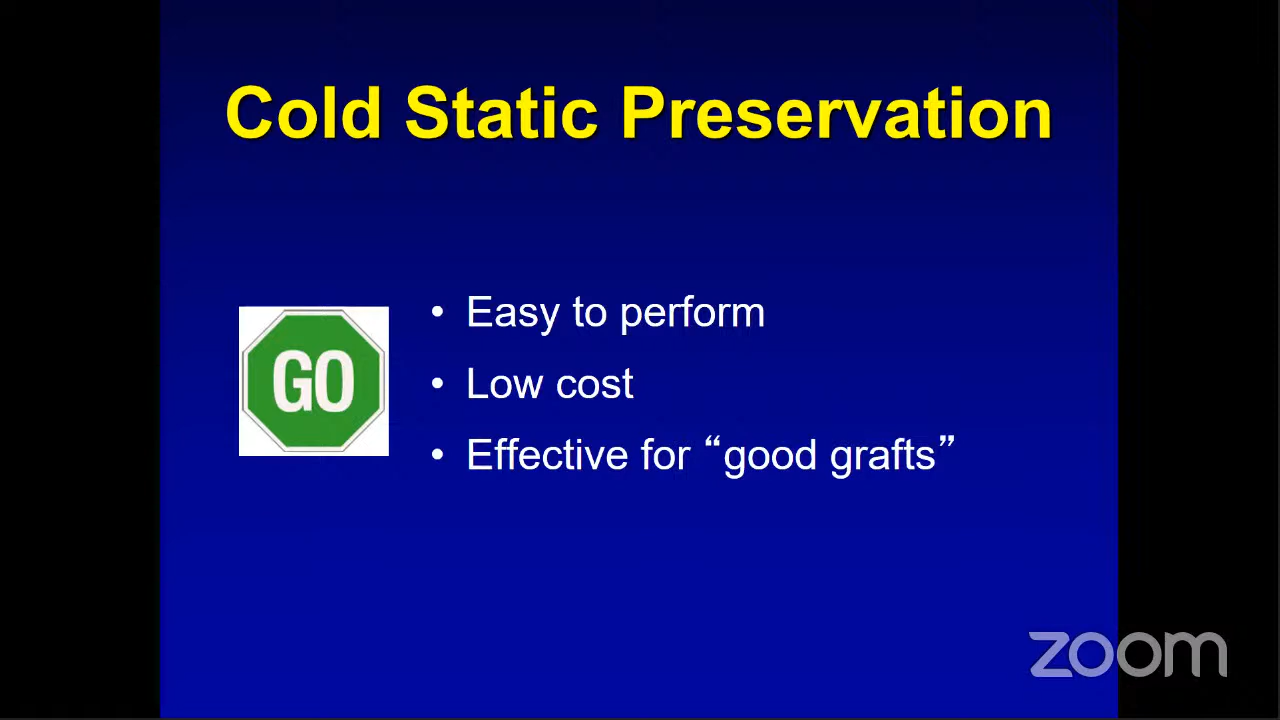 Cold Static Preservation
GO
• Easy to perform
• Low cost
• Effective for “good grafts”
zoom